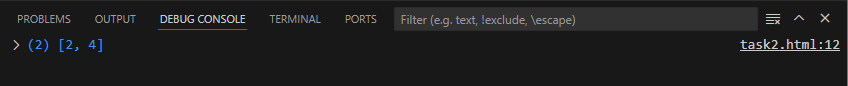 PROBLEMS OUTPUT DEBUG CONSOLE TERMINAL PORTS Filter (e.g. text, !exclude, \escape)
(2) [2, 4] task2.html:12